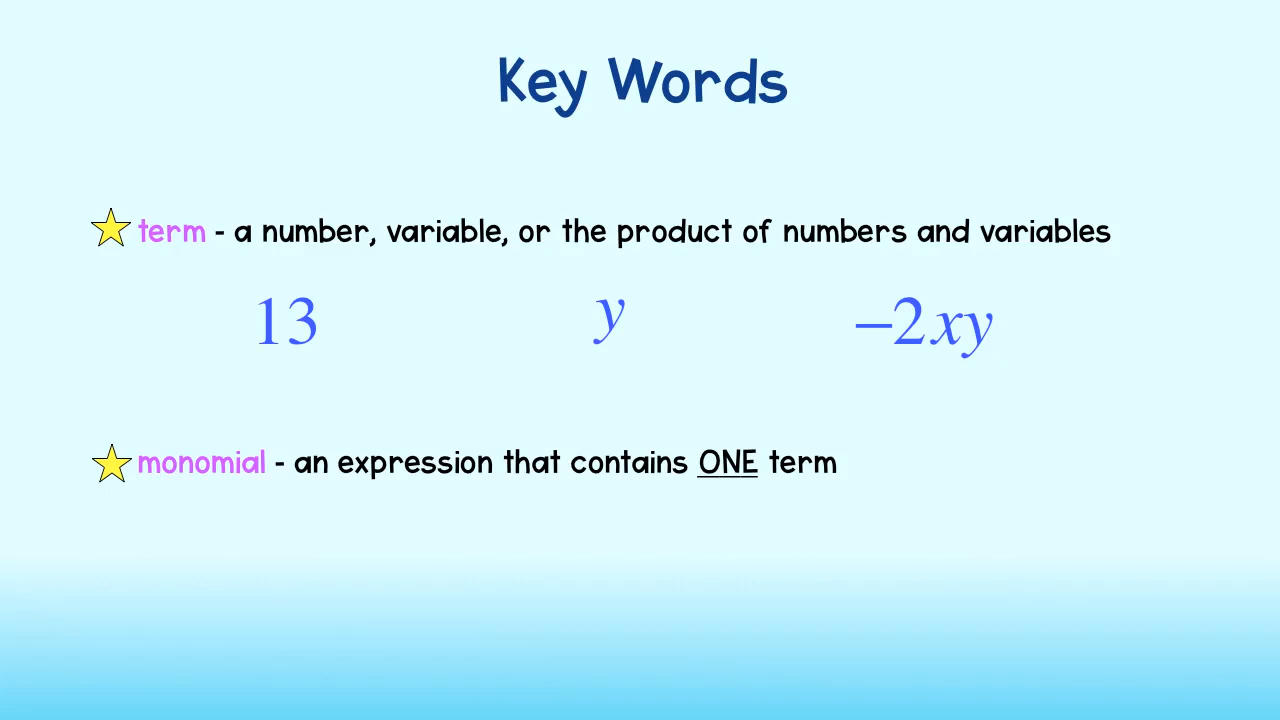 Key Words
term - a number, variable, or the product of numbers and variables
13 y −2xy
monomial - an expression that contains ONE term